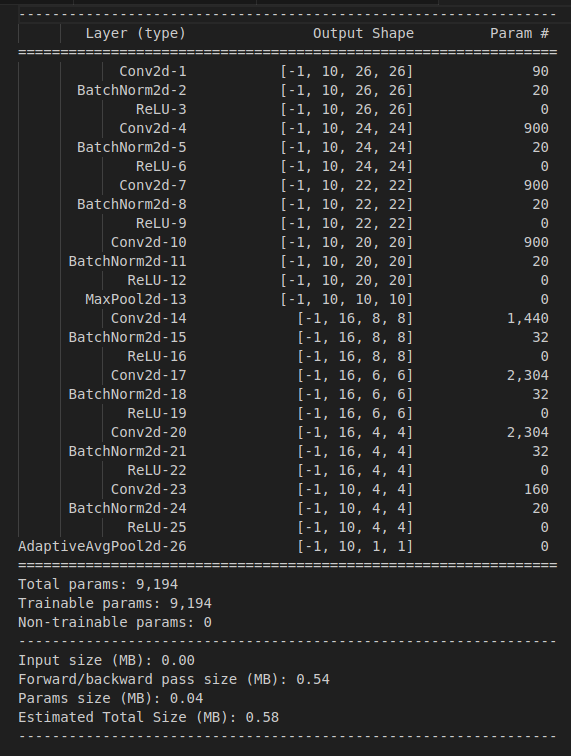 ----------------------------------------------------------------
        Layer (type)               Output Shape         Param #
================================================================
            Conv2d-1           [-1, 10, 26, 26]              90
       BatchNorm2d-2           [-1, 10, 26, 26]              20
              ReLU-3           [-1, 10, 26, 26]               0
            Conv2d-4           [-1, 10, 24, 24]             900
       BatchNorm2d-5           [-1, 10, 24, 24]              20
              ReLU-6           [-1, 10, 24, 24]               0
            Conv2d-7           [-1, 10, 22, 22]             900
       BatchNorm2d-8           [-1, 10, 22, 22]              20
              ReLU-9           [-1, 10, 22, 22]               0
           Conv2d-10           [-1, 10, 20, 20]             900
      BatchNorm2d-11           [-1, 10, 20, 20]              20
             ReLU-12           [-1, 10, 20, 20]               0
        MaxPool2d-13           [-1, 10, 10, 10]               0
           Conv2d-14             [-1, 16, 8, 8]           1,440
      BatchNorm2d-15             [-1, 16, 8, 8]              32
             ReLU-16             [-1, 16, 8, 8]               0
           Conv2d-17             [-1, 16, 6, 6]           2,304
      BatchNorm2d-18             [-1, 16, 6, 6]              32
             ReLU-19             [-1, 16, 6, 6]               0
           Conv2d-20             [-1, 16, 4, 4]           2,304
      BatchNorm2d-21             [-1, 16, 4, 4]              32
             ReLU-22             [-1, 16, 4, 4]               0
           Conv2d-23             [-1, 10, 4, 4]             160
      BatchNorm2d-24             [-1, 10, 4, 4]              20
             ReLU-25             [-1, 10, 4, 4]               0
AdaptiveAvgPool2d-26             [-1, 10, 1, 1]               0
================================================================
Total params: 9,194
Trainable params: 9,194
Non-trainable params: 0
----------------------------------------------------------------
Input size (MB): 0.00
Forward/backward pass size (MB): 0.54
Params size (MB): 0.04
Estimated Total Size (MB): 0.58
----------------------------------------------------------------